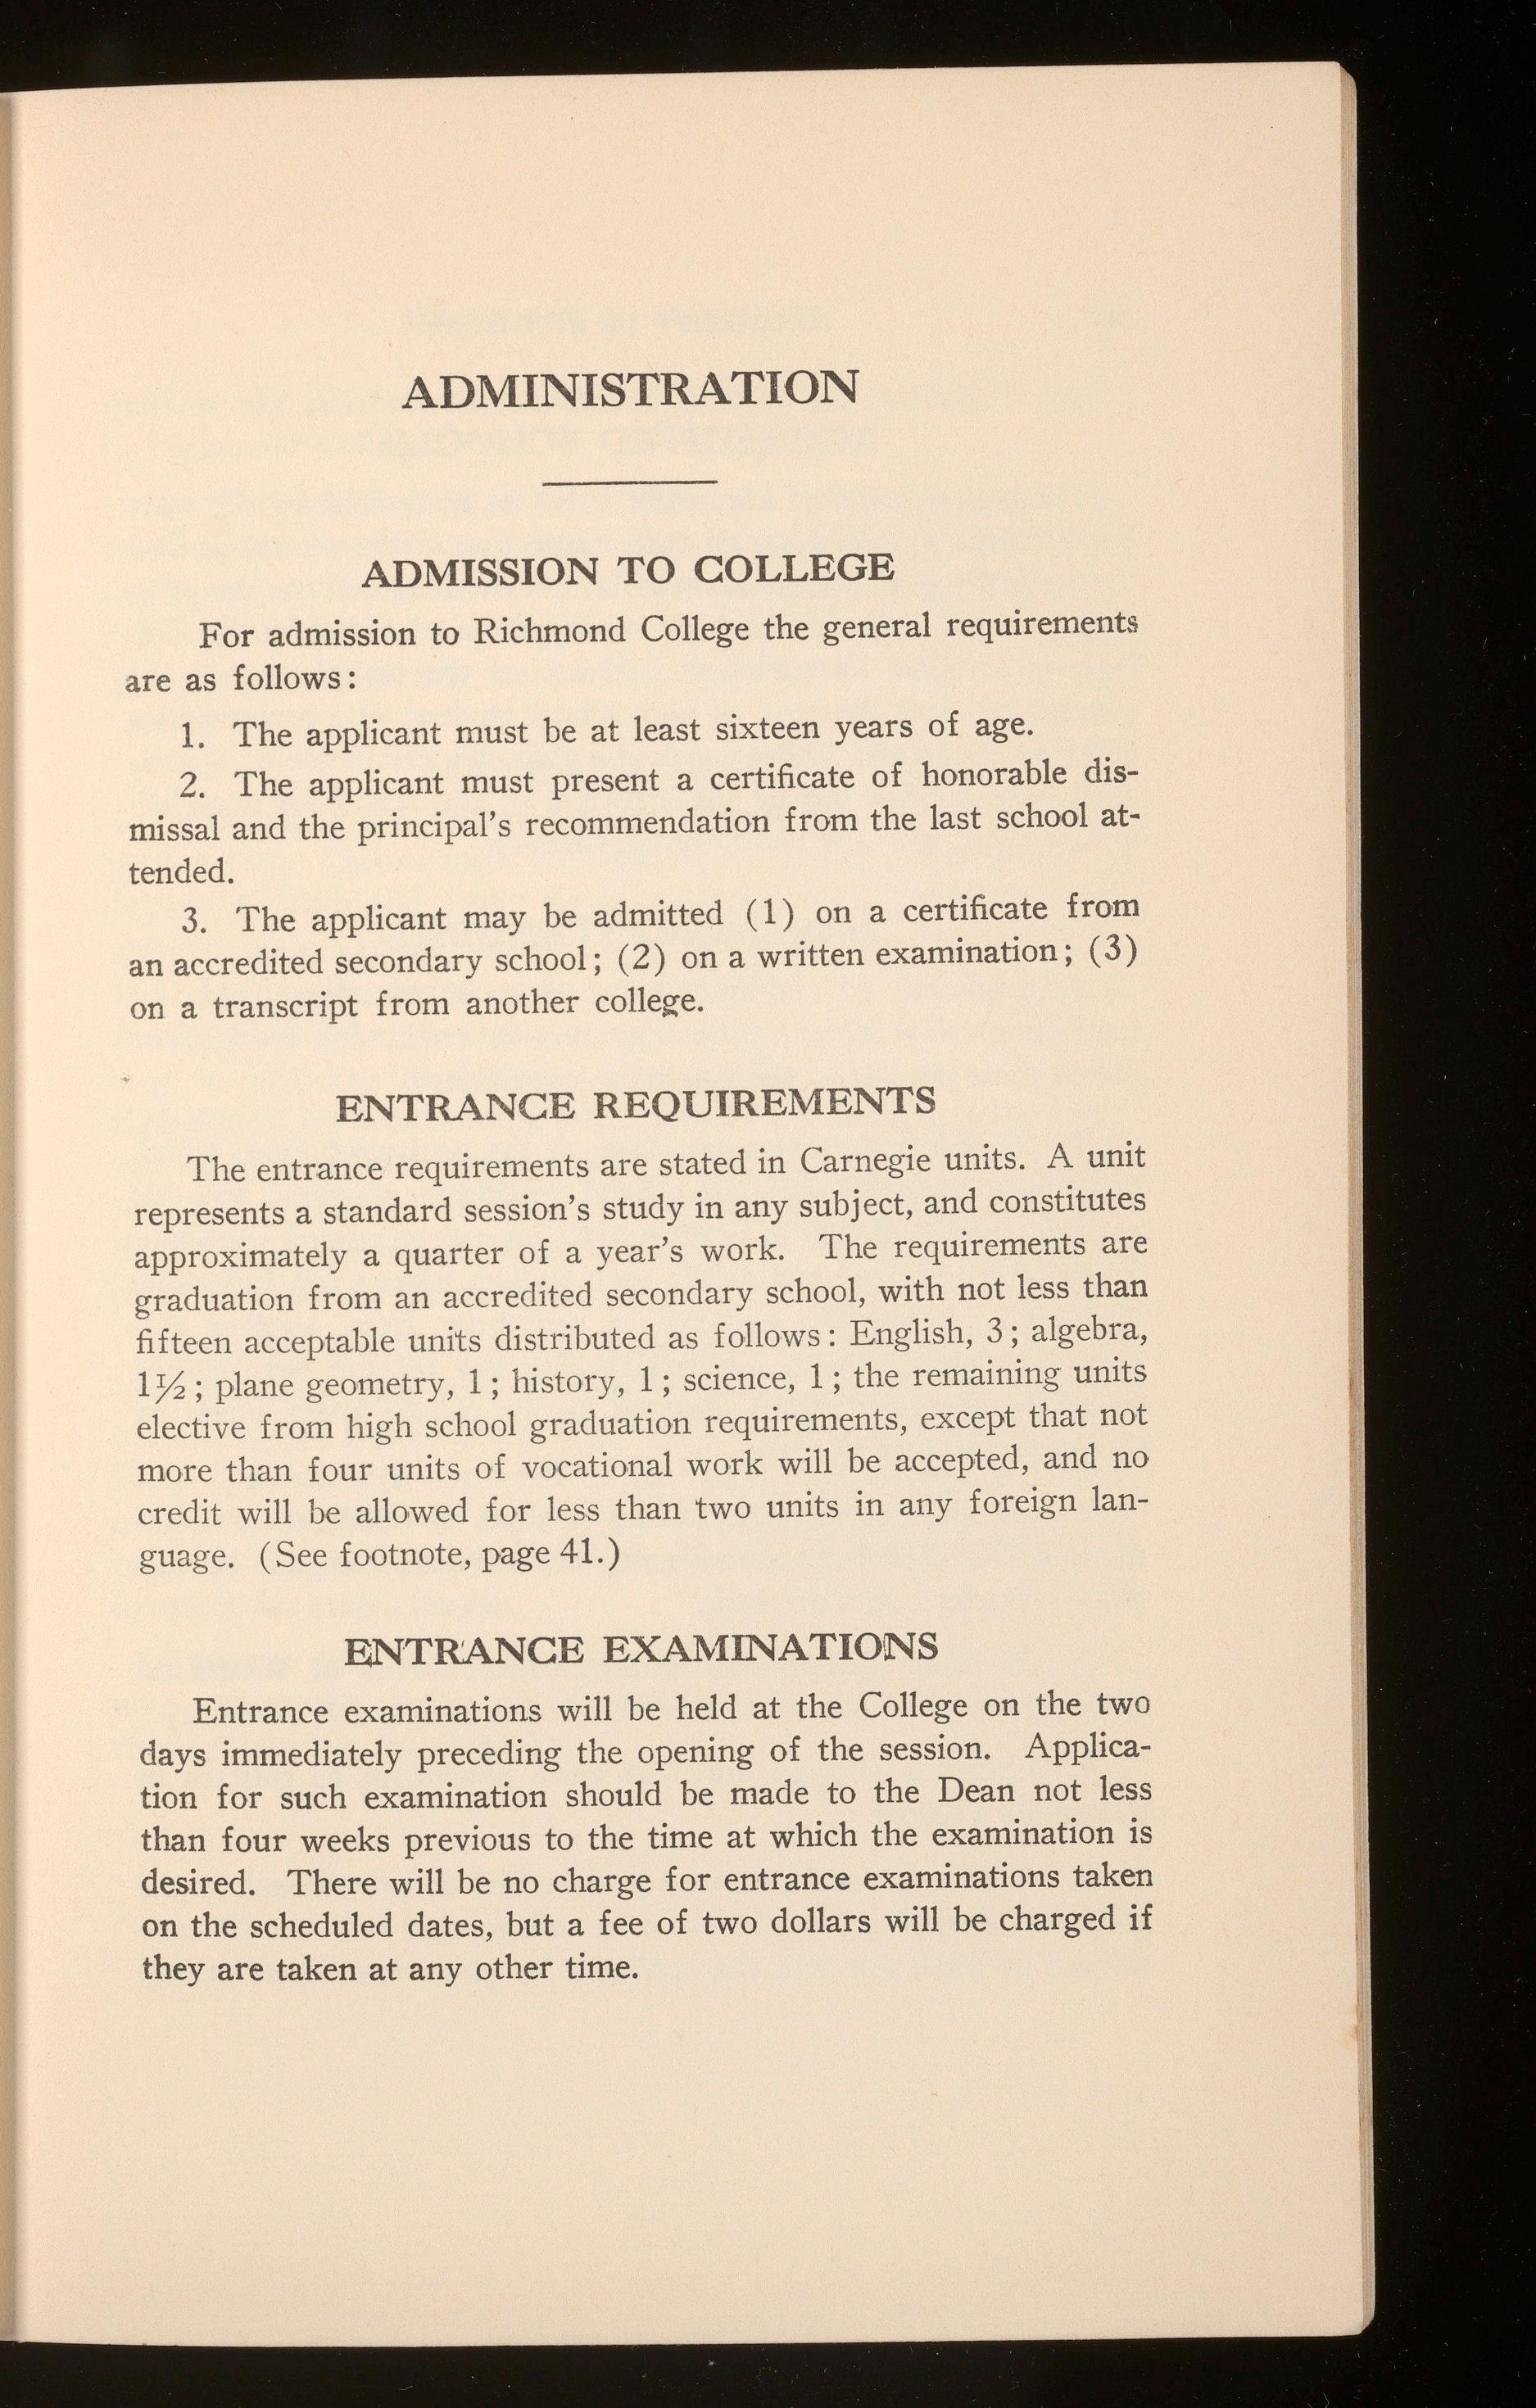 ADMINISTRATION
ADMISSION TO COLLEGE
For admission to Richmond College the general requirements
are as follows:
1. The applicant must be at least sixteen years of age.
2. The applicant must present a certificate of honorable dis-
missal and the principal's recommendation from the last school at-
tended.
3. The applicant may be admitted (1) on a certificate from
an accredited secondary school; (2) on a written examination; (3)
on a transcript from another college.
ENTRANCE REQUIREMENTS
The entrance requirements are stated in Carnegie units. A unit
represents a standard session's study in any subject, and constitutes
approximately a quarter of a year's work. The requirements are
graduation from an accredited secondary school, with not less than
fifteen acceptable units distributed as follows: English, 3; algebra,
1½; plane geometry, 1; history, 1; science, 1; the remaining units
elective from high school graduation requirements, except that not
more than four units of vocational work will be accepted, and no
credit will be allowed for less than two units in any foreign lan-
guage. (See footnote, page 41.)
ENTRANCE EXAMINATIONS
Entrance examinations will be held at the College on the two
days immediately preceding the opening of the session. Applica-
tion for such examination should be made to the Dean not less
than four weeks previous to the time at which the examination is
desired. There will be no charge for entrance examinations taken
on the scheduled dates, but a fee of two dollars will be charged if
they are taken at any other time.